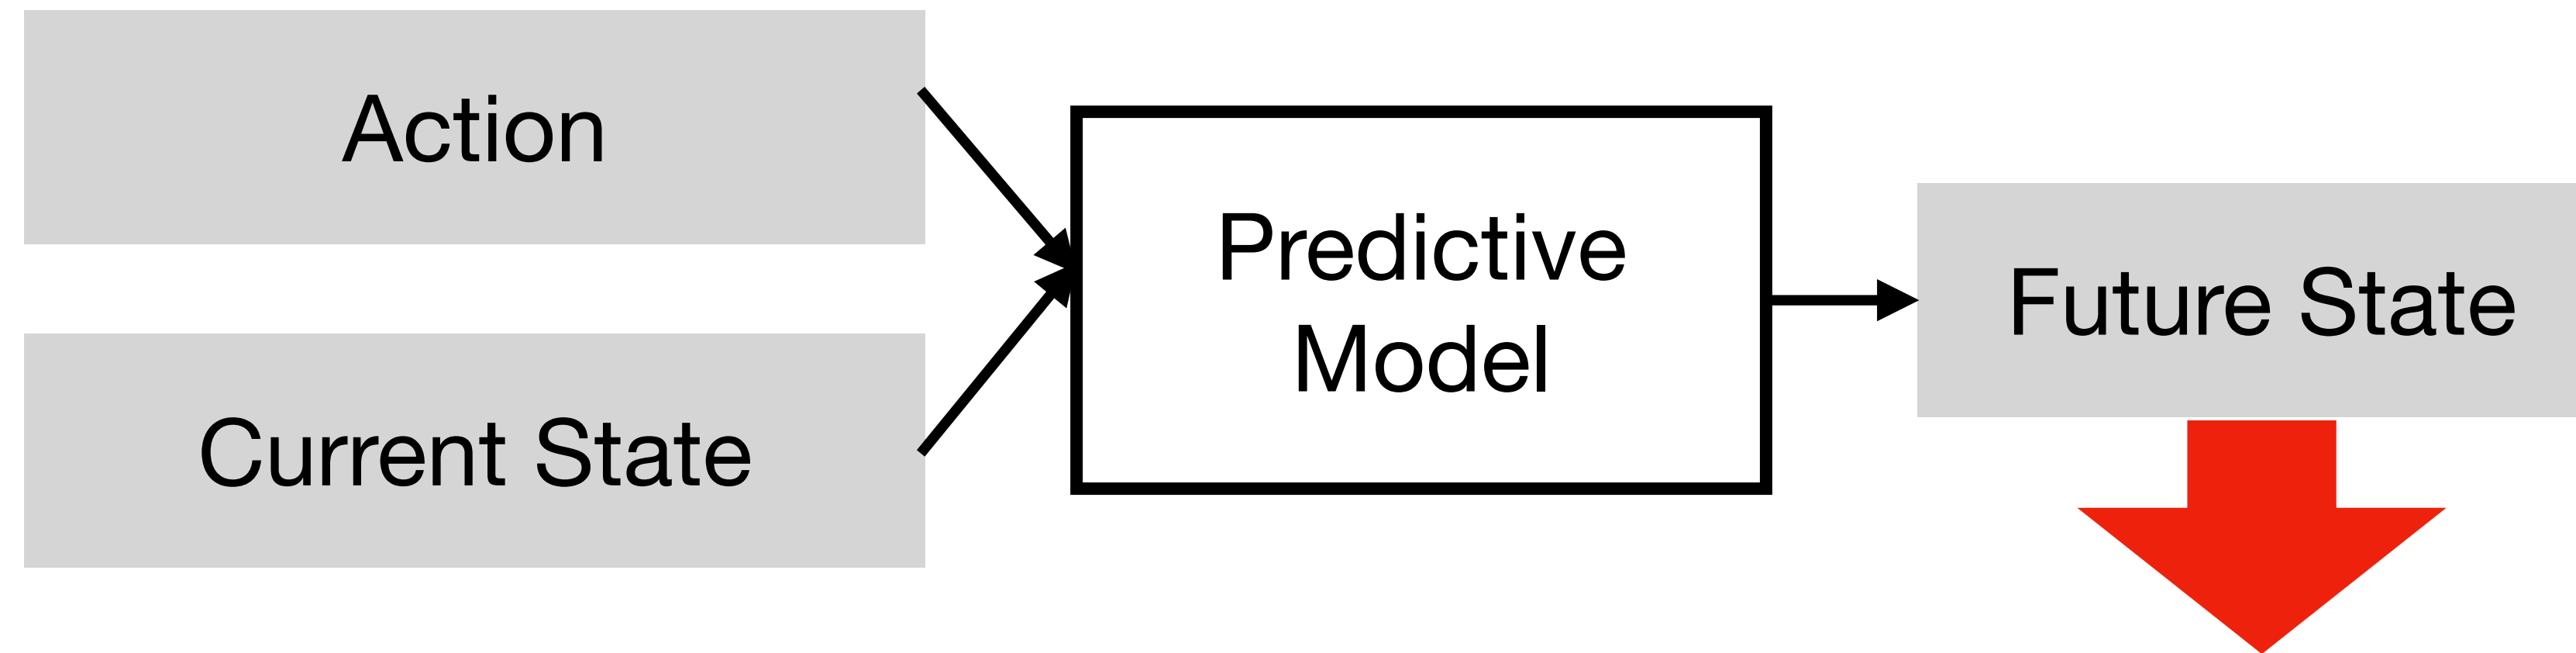 Action
Current State
Predictive
Model
Future State